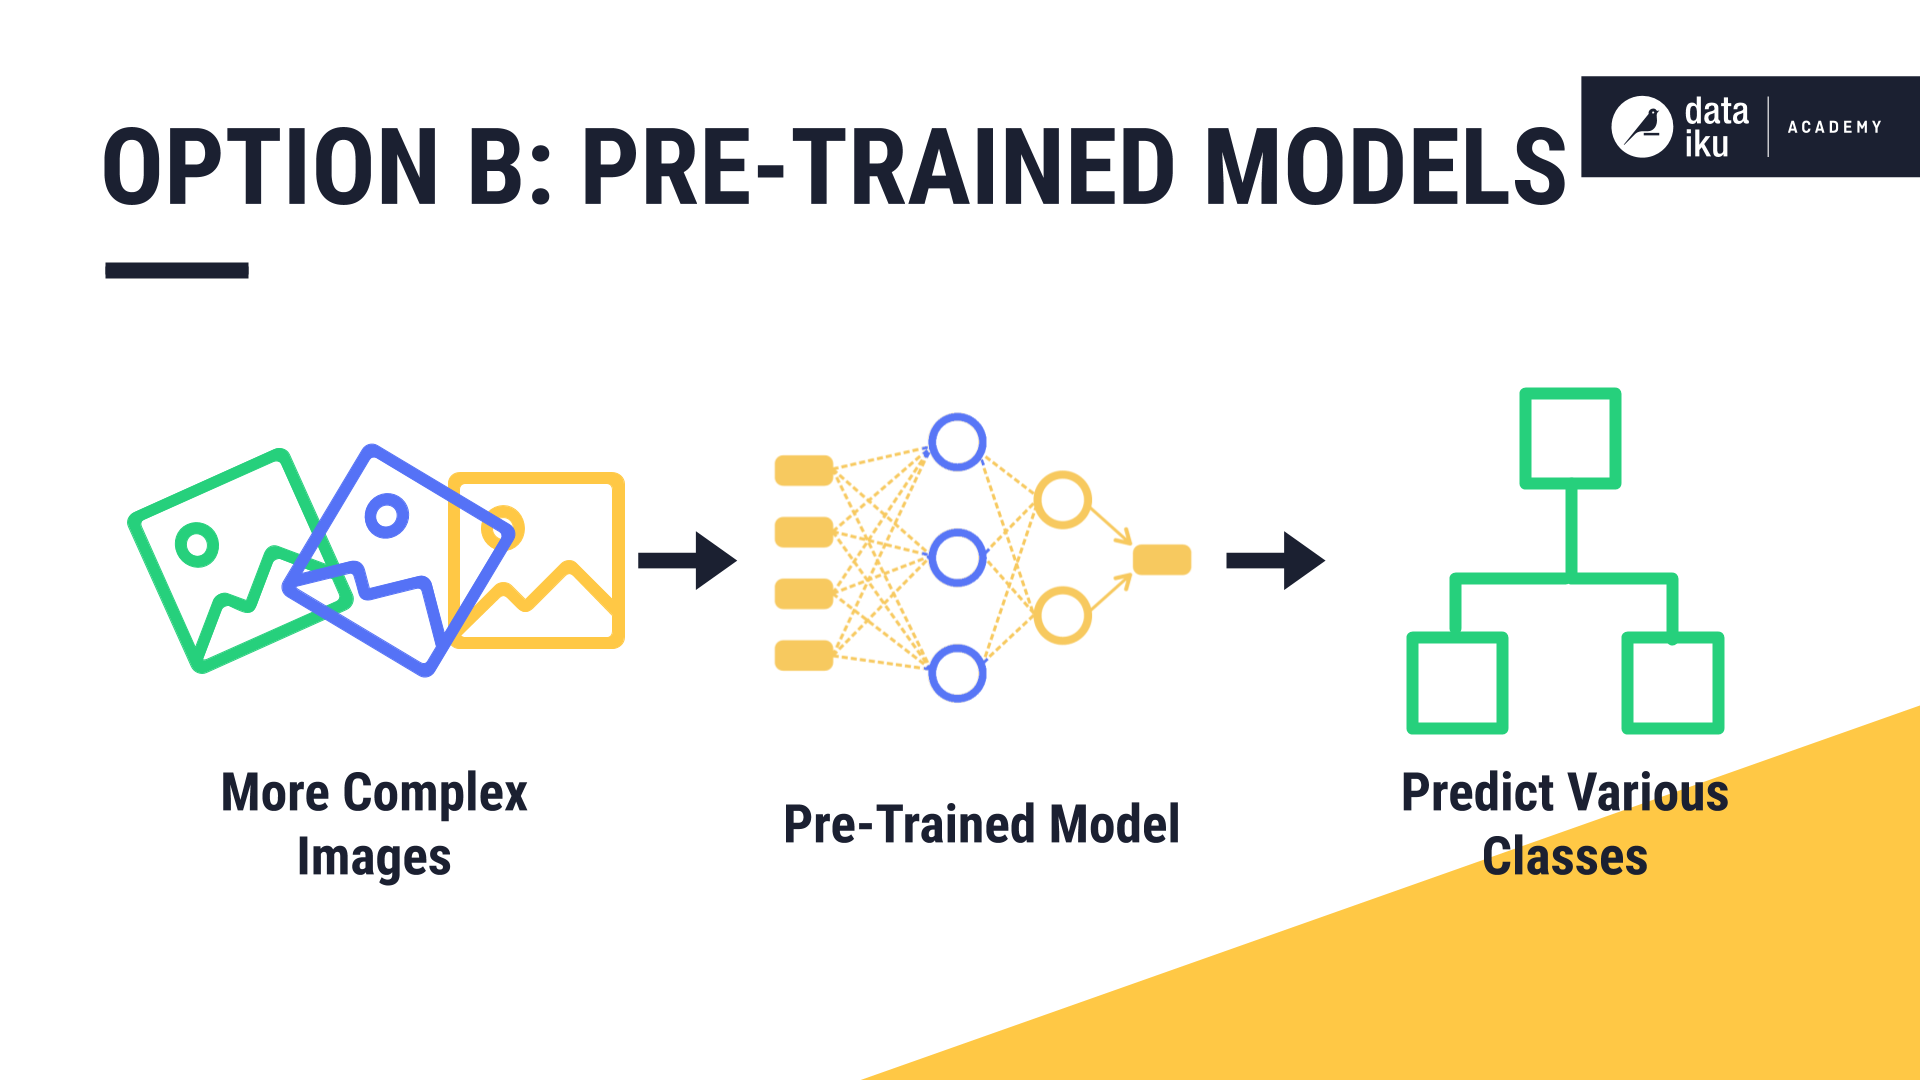 OPTION B: PRE-TRAINED MODELS
data
iku
ACADEMY
More Complex
Images
Pre-Trained Model
Predict Various
Classes